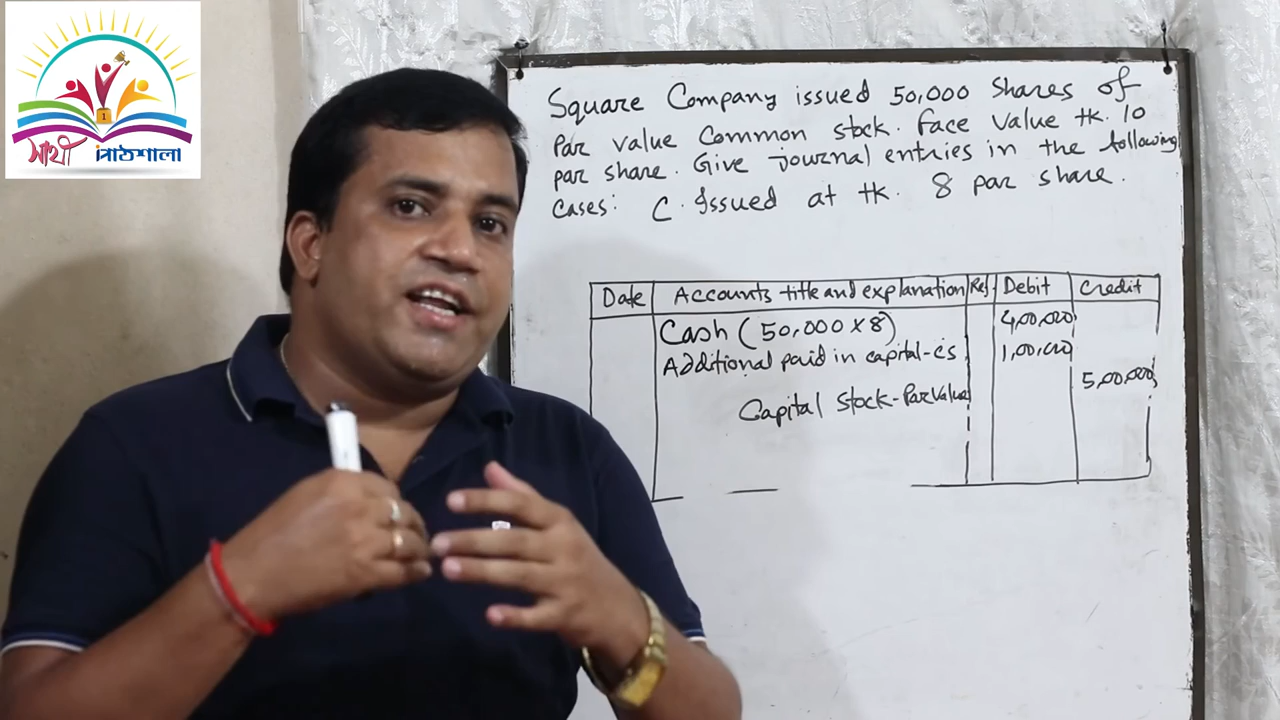 সাথী পাঠশালা
Square Company issued 50,000 Shares of
Par value Common stock. Face Value tk. 10
par share. Give journal entries in the following
cases: C. Issued at tk. 8 par share.
Date Accounts title and explanation Ref. Debit Credit
Cash (50,000 x 8) 4,00,000
Additional paid in capital-cs 1,00,000
Capital Stock-Par value 5,00,000